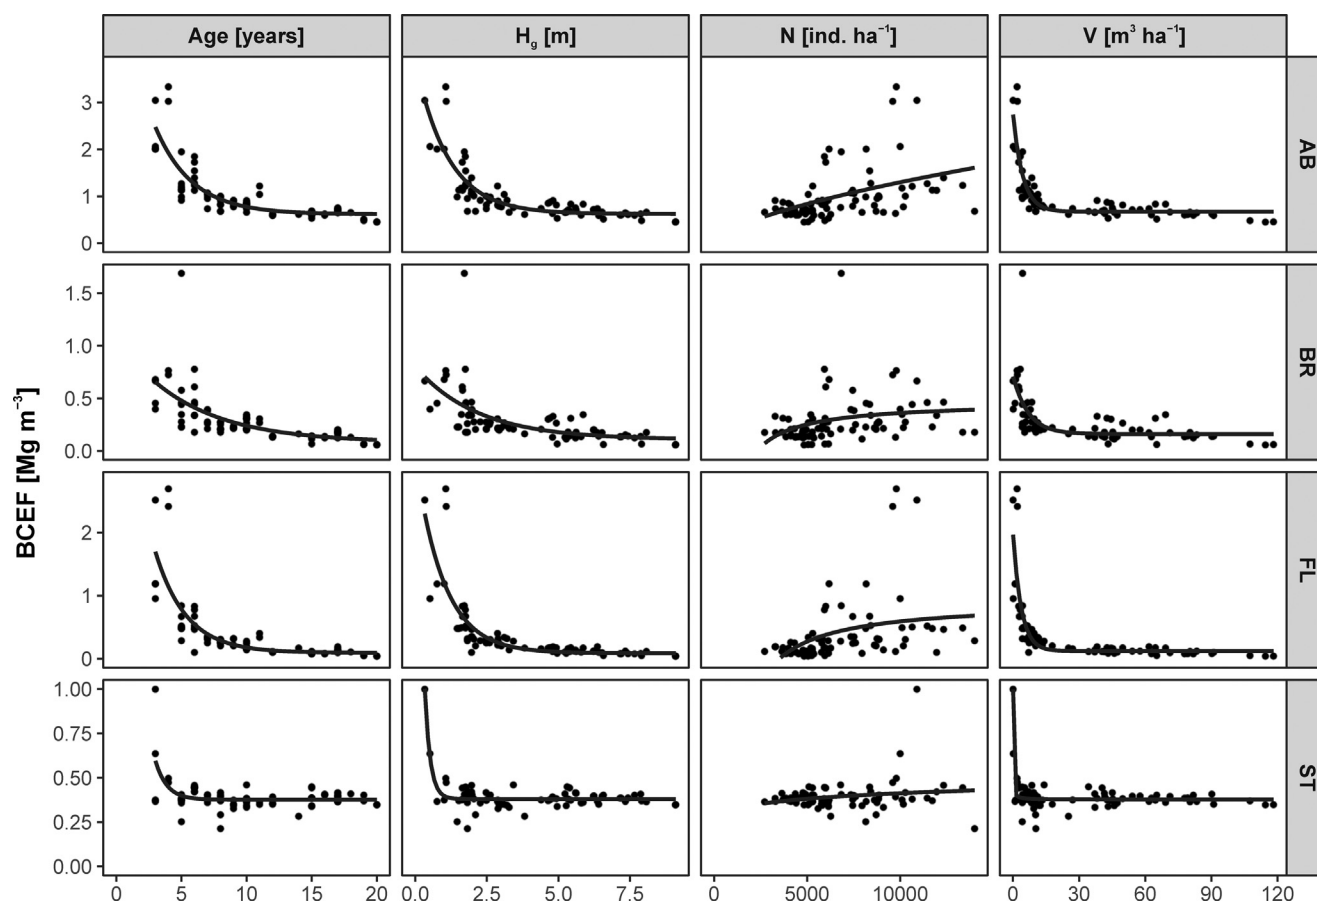 Age [years] H_g [m] N [ind. ha⁻¹] V [m³ ha⁻¹]
3
2
1
0
AB
1.5
1.0
0.5
0.0
BR
2
1
0
FL
1.00
0.75
0.50
0.25
0.00
ST
BCEF [Mg m⁻³]
0 5 10 15 20 0.0 2.5 5.0 7.5 0 5000 10000 0 30 60 90 120